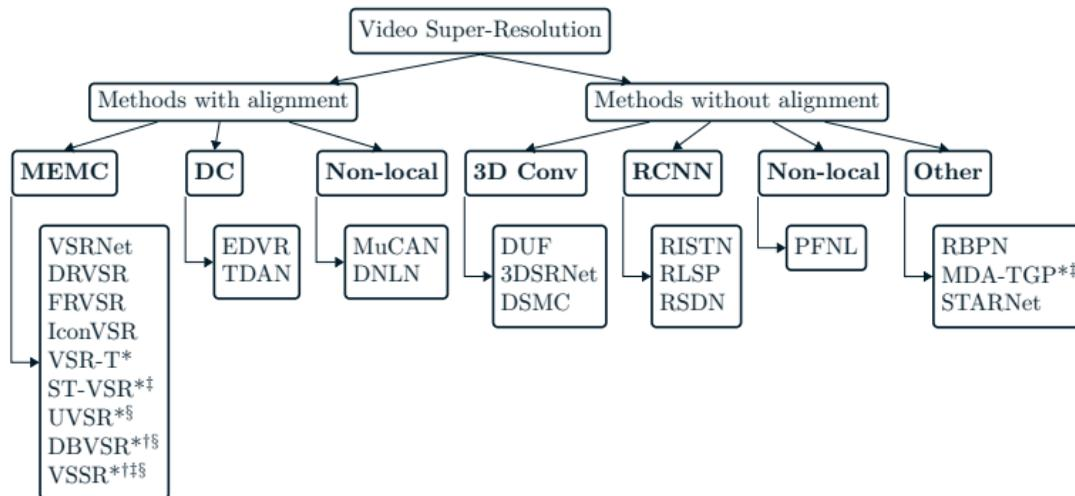 Video Super-Resolution
Methods with alignment
Methods without alignment
MEMC
DC
Non-local
3D Conv
RCNN
Non-local
Other
VSRNet
DRVSR
FRVSR
IconVSR
VSR-T*
ST-VSR*‡
UVSR*§
DBVSR*†§
VSSR*†‡§
EDVR
TDAN
MuCAN
DNLN
DUF
3DSRNet
DSMC
RISTN
RLSP
RSDN
PFNL
RBPN
MDA-TGP*‡
STARNet